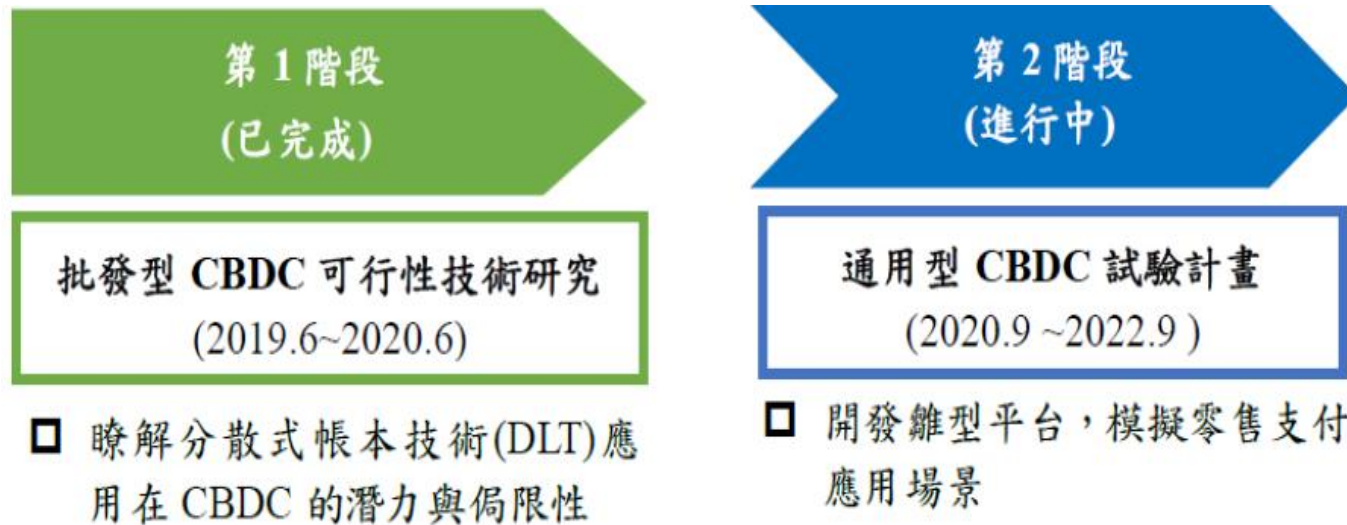 第 1 階段
(已完成)
批發型 CBDC 可行性技術研究
(2019.6~2020.6)
瞭解分散式帳本技術(DLT)應
用在 CBDC 的潛力與侷限性
第 2 階段
(進行中)
通用型 CBDC 試驗計畫
(2020.9 ~2022.9 )
開發雛型平台，模擬零售支付
應用場景